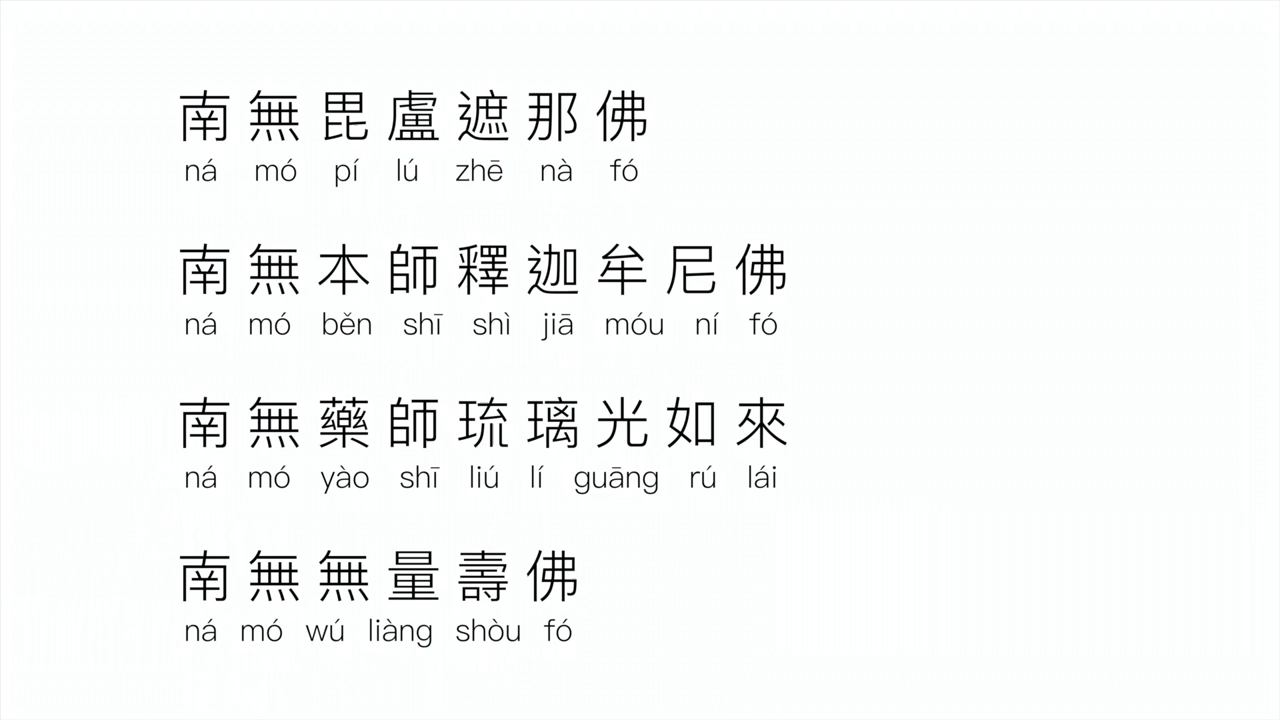 南無毘盧遮那佛
ná mó pí lú zhē nà fó
南無本師釋迦牟尼佛
ná mó běn shī shì jiā móu ní fó
南無藥師琉璃光如來
ná mó yào shī liú lí guāng rú lái
南無無量壽佛
ná mó wú liàng shòu fó